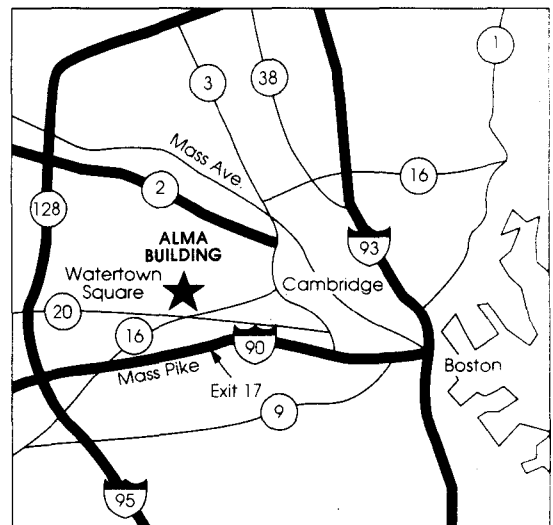 1
3
38
Mass Ave.
16
2
128
ALMA
BUILDING
93
Watertown
Square
Cambridge
20
16
90
Boston
Mass Pike
Exit 17
9
95